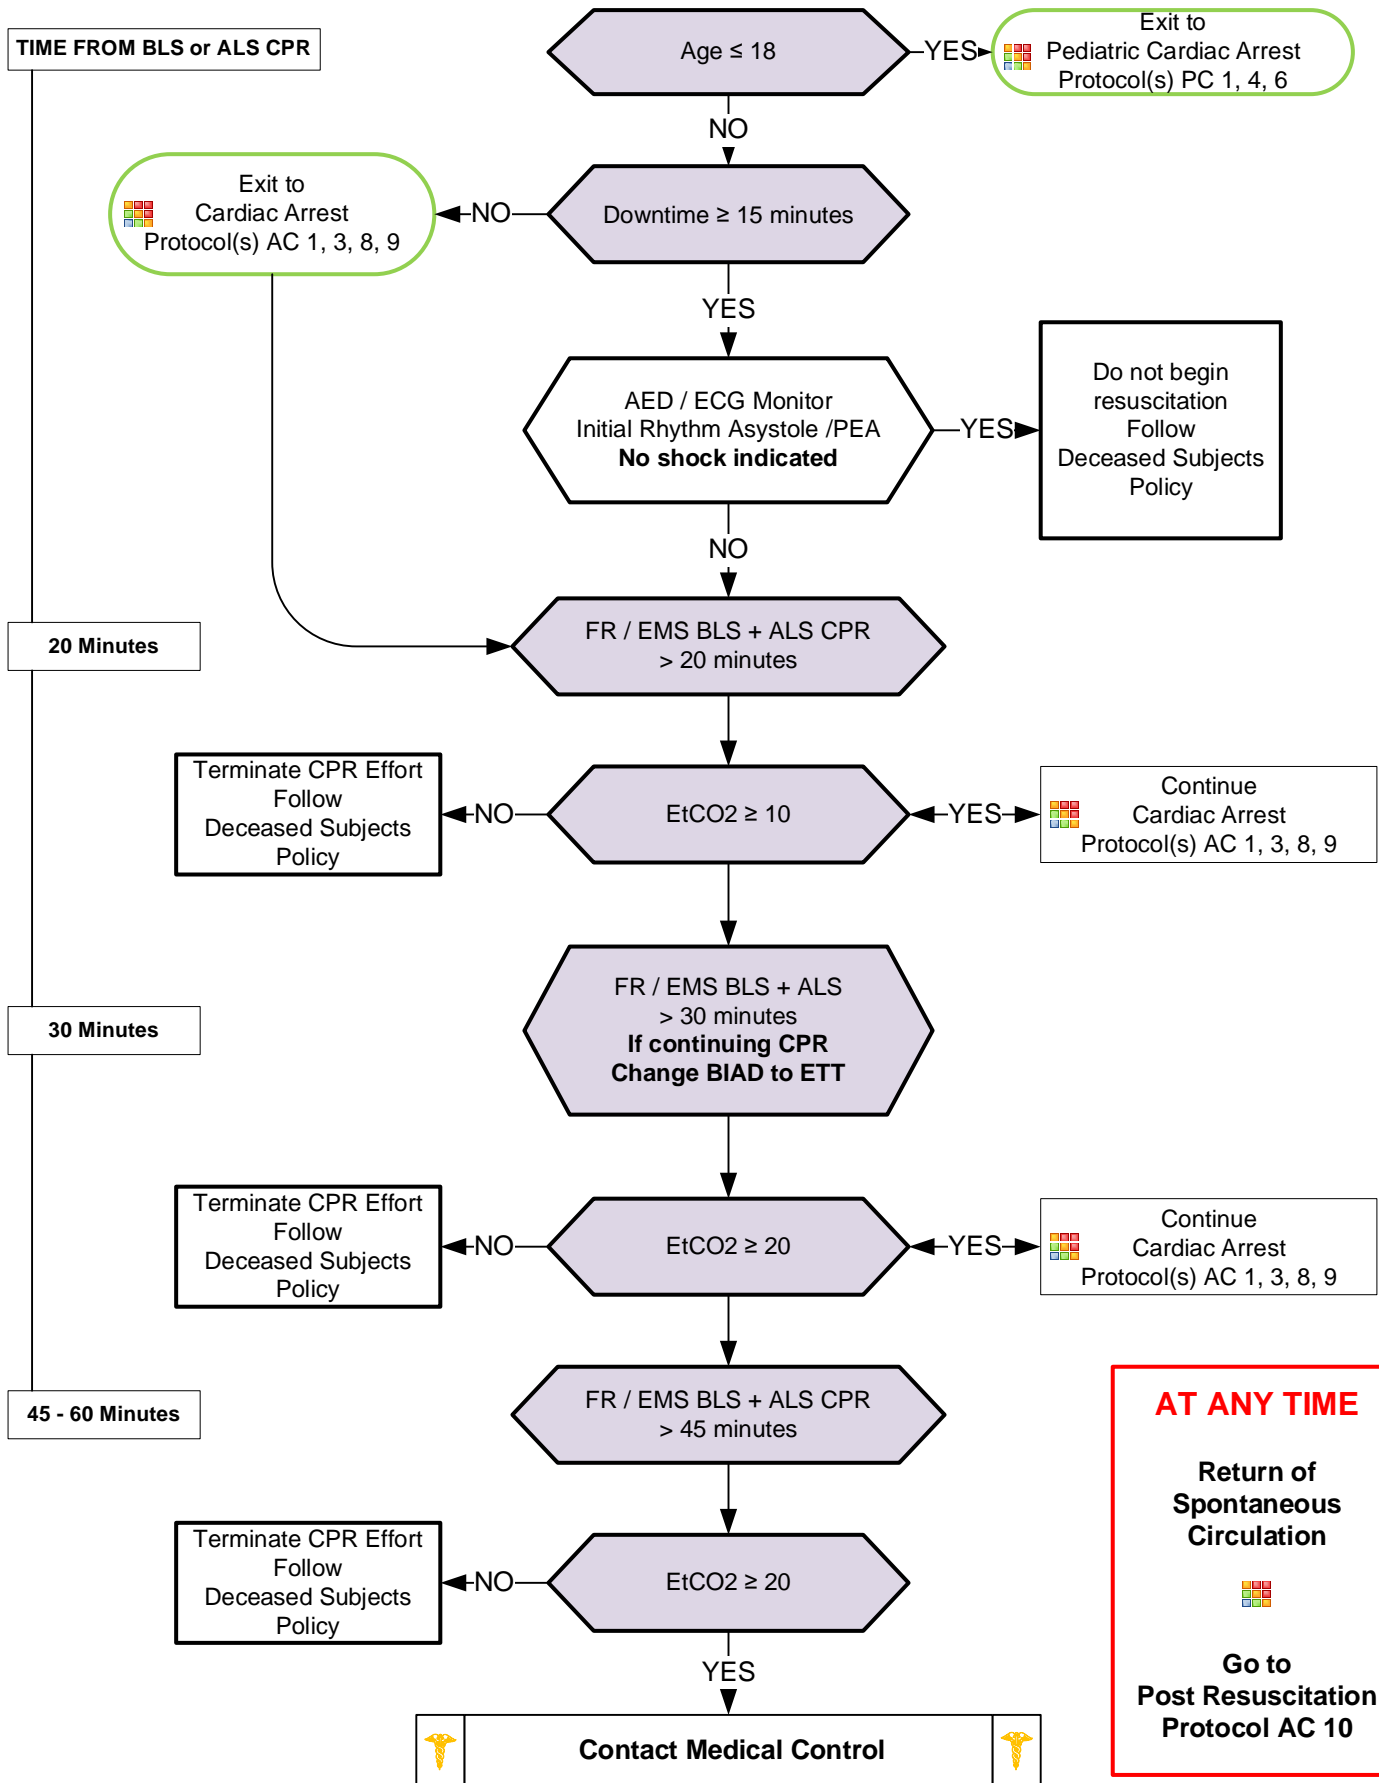 TIME FROM BLS or ALS CPR
Age ≤ 18
YES
Exit to
Pediatric Cardiac Arrest
Protocol(s) PC 1, 4, 6
NO
Exit to
Cardiac Arrest
Protocol(s) AC 1, 3, 8, 9
NO
Downtime ≥ 15 minutes
YES
AED / ECG Monitor
Initial Rhythm Asystole /PEA
No shock indicated
YES
Do not begin
resuscitation
Follow
Deceased Subjects
Policy
NO
20 Minutes
FR / EMS BLS + ALS CPR
> 20 minutes
Terminate CPR Effort
Follow
Deceased Subjects
Policy
NO
EtCO2 ≥ 10
YES
Continue
Cardiac Arrest
Protocol(s) AC 1, 3, 8, 9
30 Minutes
FR / EMS BLS + ALS
> 30 minutes
If continuing CPR
Change BIAD to ETT
Terminate CPR Effort
Follow
Deceased Subjects
Policy
NO
EtCO2 ≥ 20
YES
Continue
Cardiac Arrest
Protocol(s) AC 1, 3, 8, 9
45 - 60 Minutes
FR / EMS BLS + ALS CPR
> 45 minutes
Terminate CPR Effort
Follow
Deceased Subjects
Policy
NO
EtCO2 ≥ 20
YES
Contact Medical Control
AT ANY TIME
Return of
Spontaneous
Circulation
Go to
Post Resuscitation
Protocol AC 10